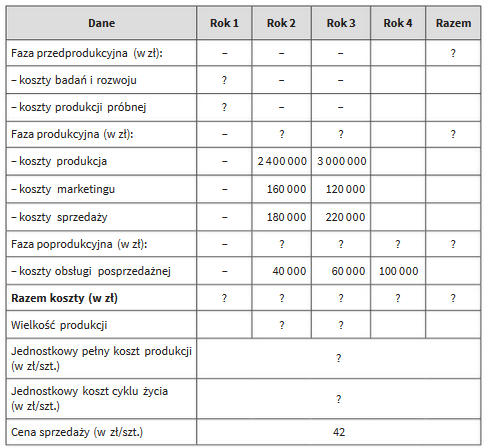 Dane Rok 1 Rok 2 Rok 3 Rok 4 Razem
Faza przedprodukcyjna (w zł): – – – ?
– koszty badań i rozwoju ? – –
– koszty produkcji próbnej ? – –
Faza produkcyjna (w zł): – ? ? ?
– koszty produkcja – 2 400 000 3 000 000
– koszty marketingu – 160 000 120 000
– koszty sprzedaży – 180 000 220 000
Faza poprodukcyjna (w zł): – ? ? ? ?
– koszty obsługi posprzedażnej – 40 000 60 000 100 000
Razem koszty (w zł) ? ? ? ? ?
Wielkość produkcji ? ?
Jednostkowy pełny koszt produkcji
(w zł/szt.) ?
Jednostkowy koszt cyklu życia
(w zł/szt.) ?
Cena sprzedaży (w zł/szt.) 42